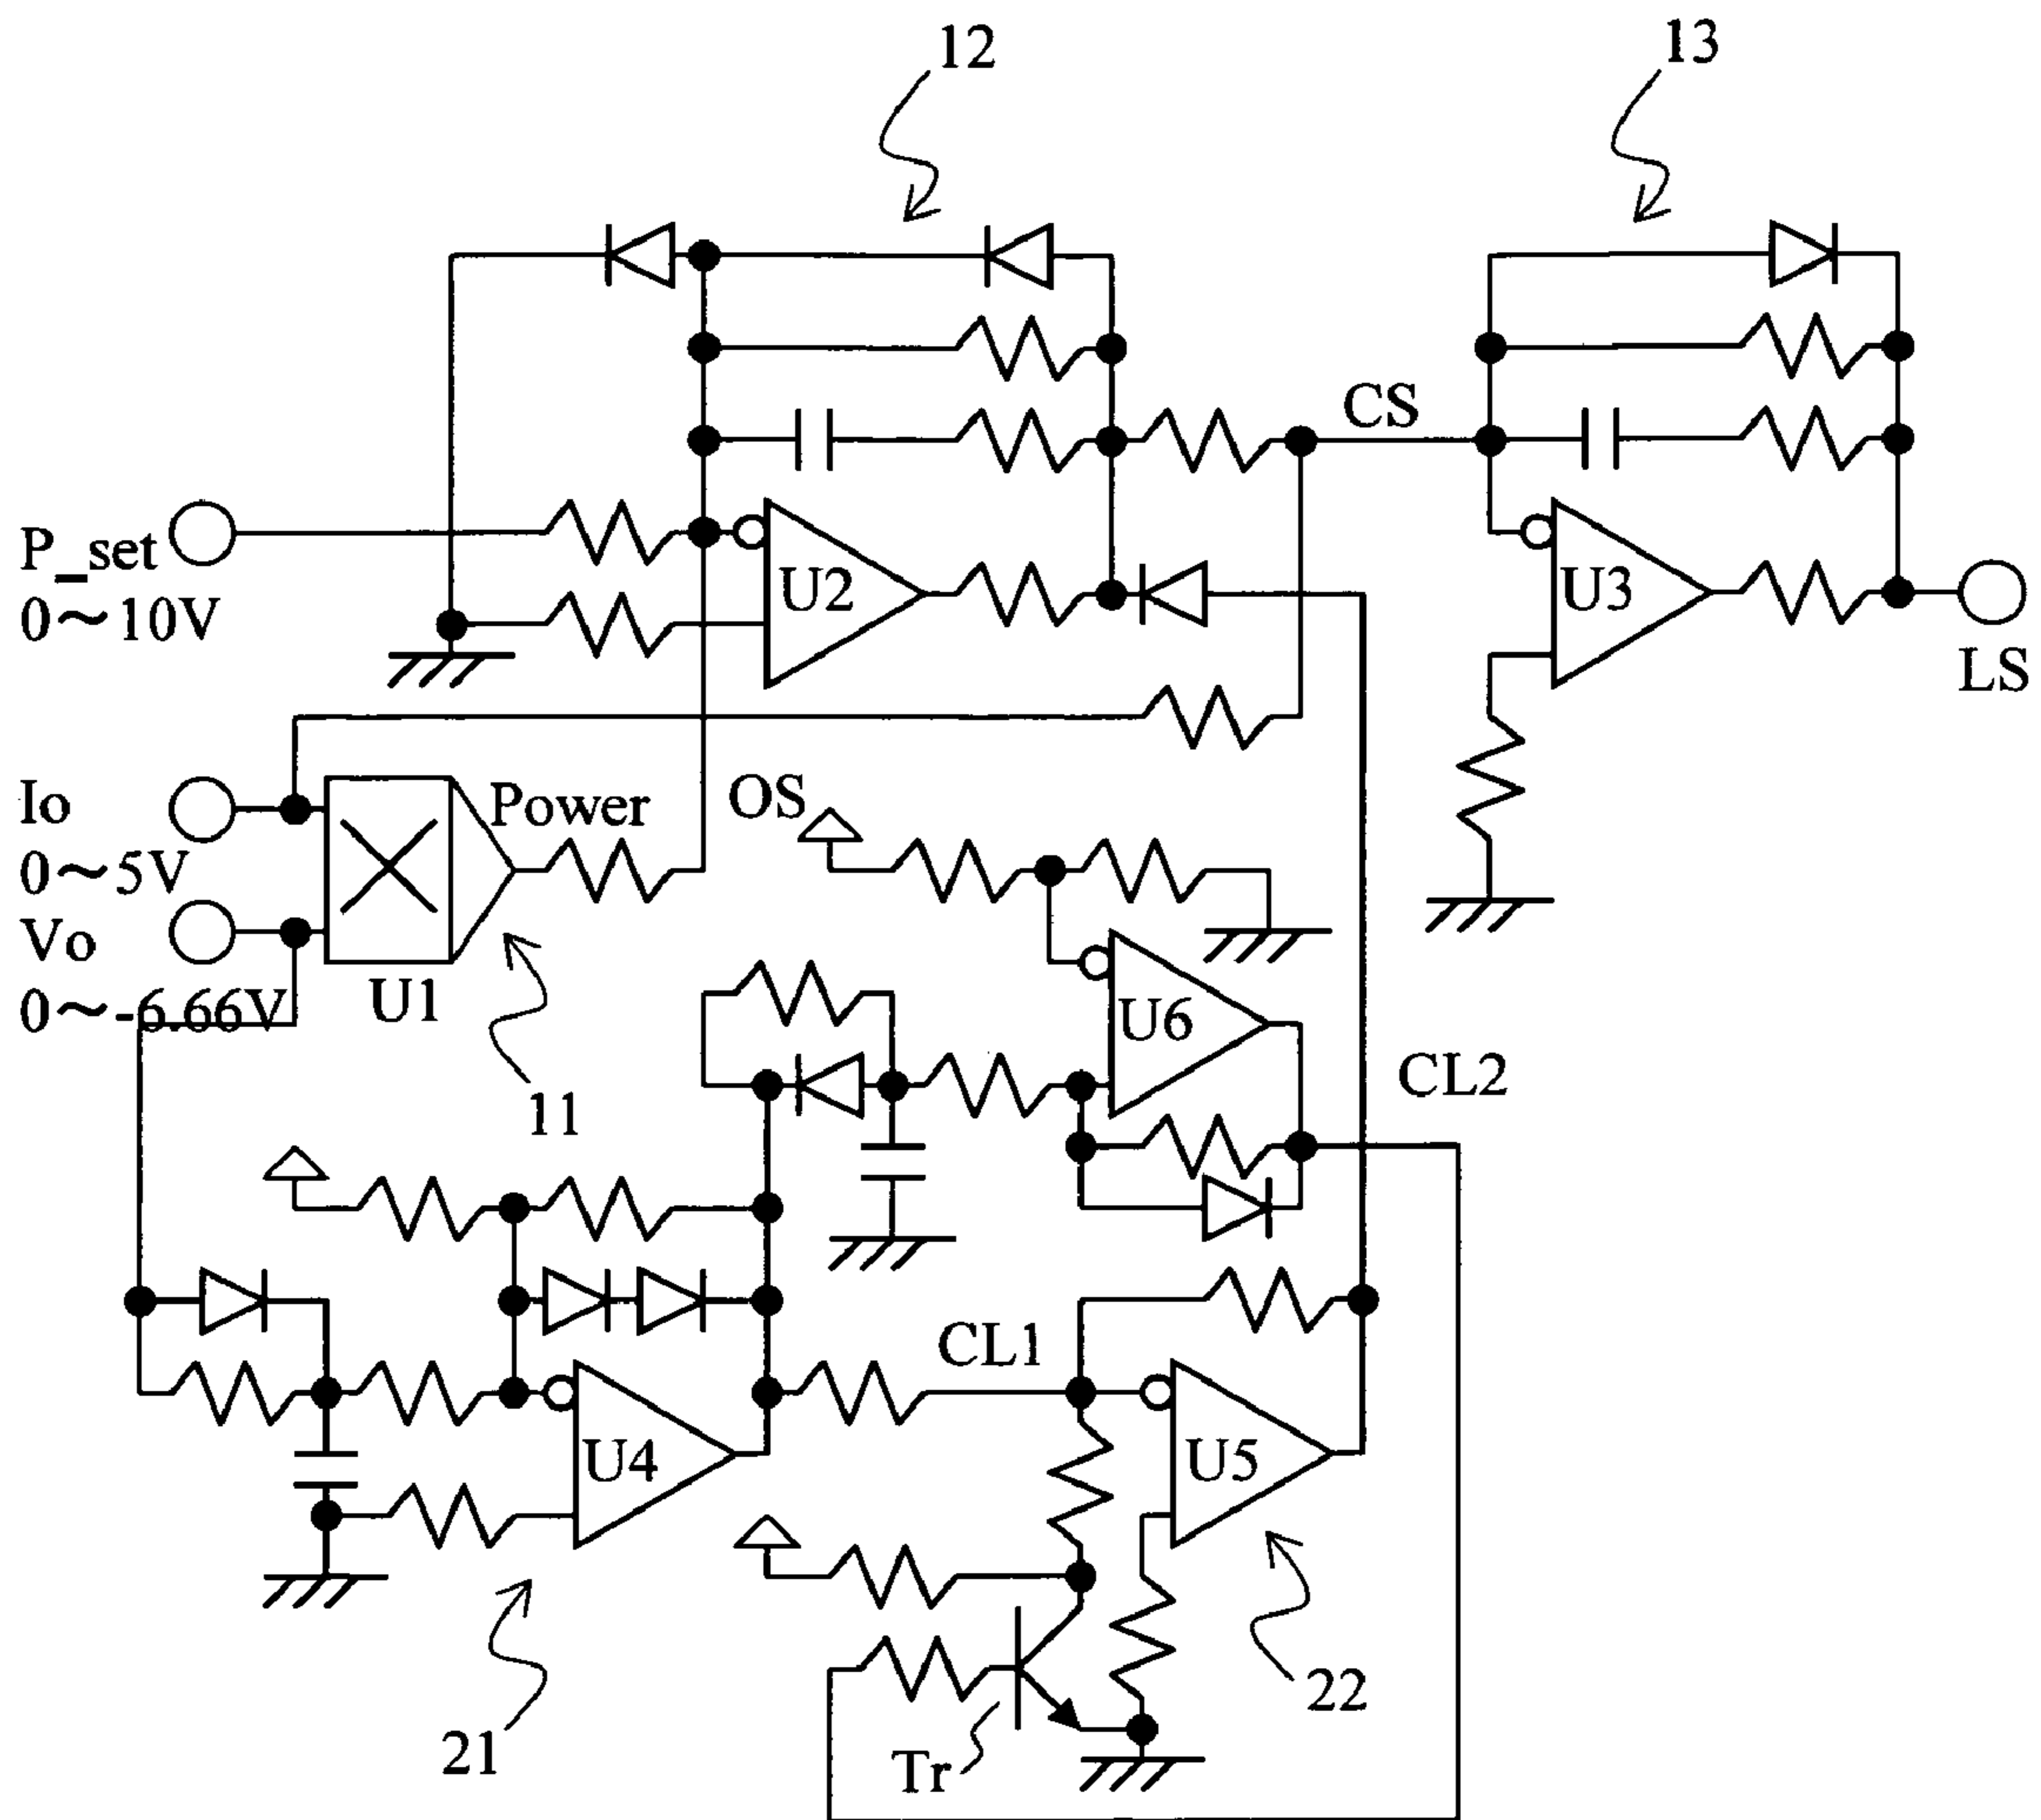 12
13
P_set
0～10V
U2
U3
CS
LS
Io
0～5V
Vo
0～-6.66V
U1
Power
OS
11
U6
CL2
CL1
U4
U5
21
22
Tr